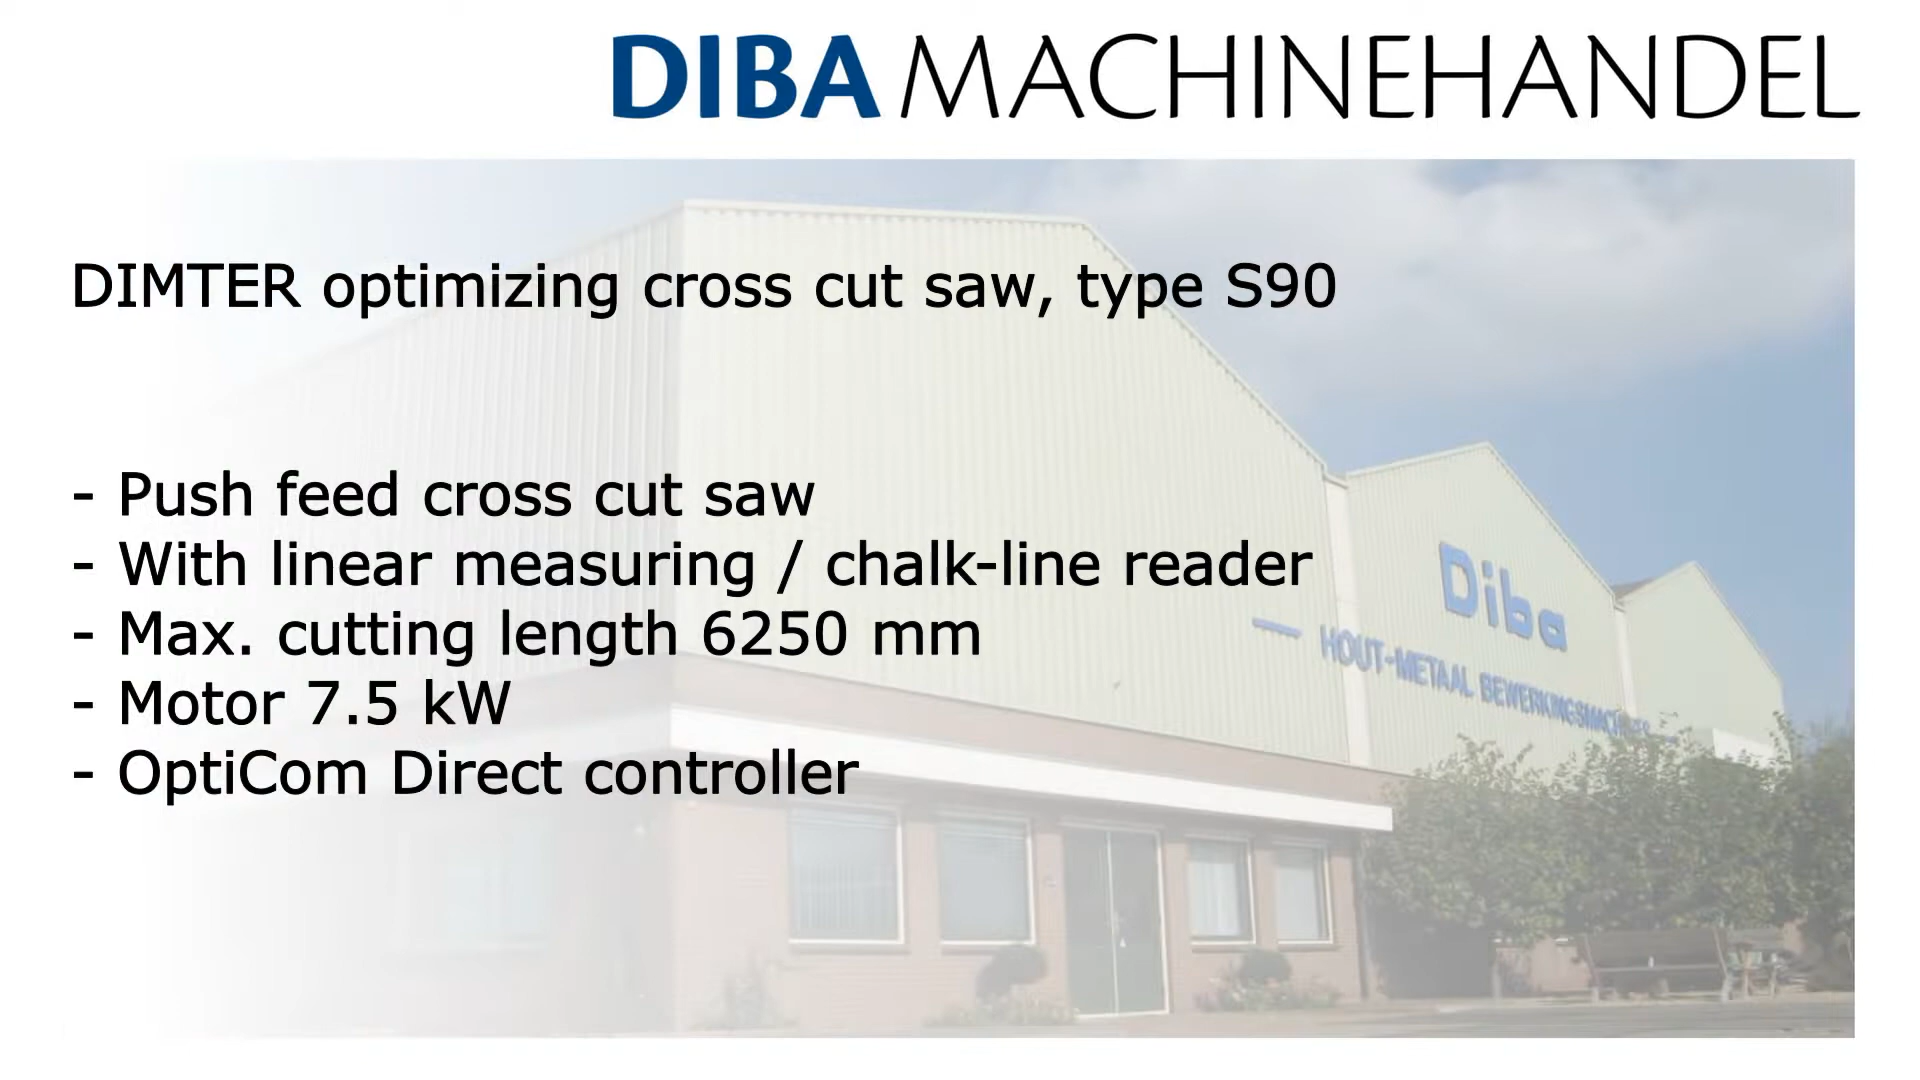 DIBA MACHINEHANDEL
DIMTER optimizing cross cut saw, type S90
- Push feed cross cut saw
- With linear measuring / chalk-line reader
- Max. cutting length 6250 mm
- Motor 7.5 kW
- OptiCom Direct controller
Diba
HOUT-METAAL BEWERKINGSMACHINES